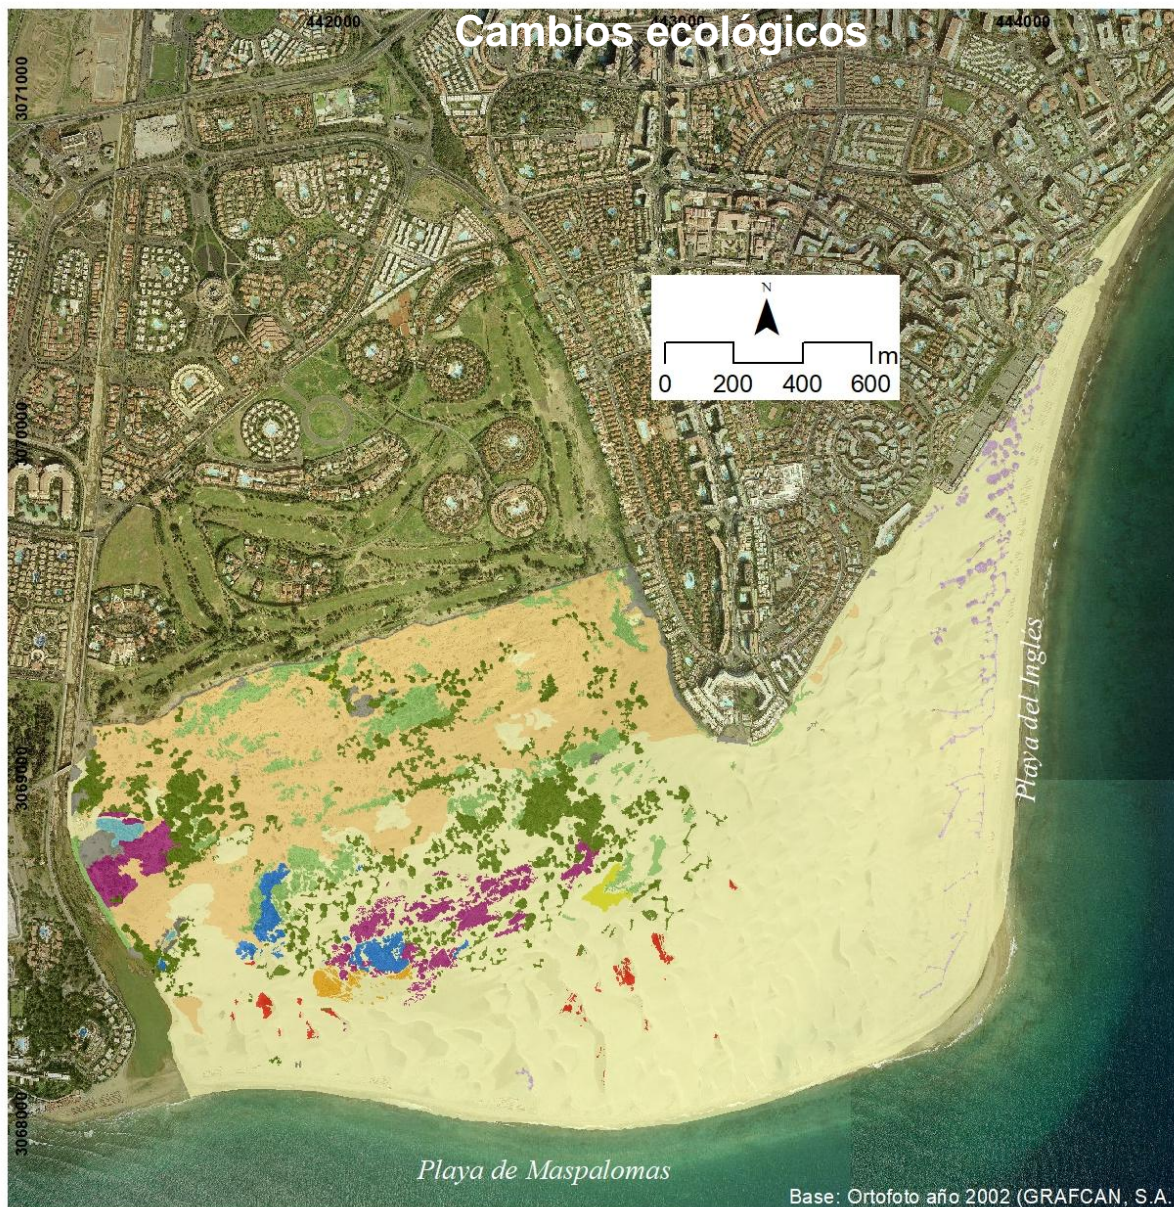 Cambios ecológicos
442000
443000
444000
3071000
N
m
0 200 400 600
3070000
Playa del Inglés
3069000
3068000
Playa de Maspalomas
Base: Ortofoto año 2002 (GRAFCAN, S.A.